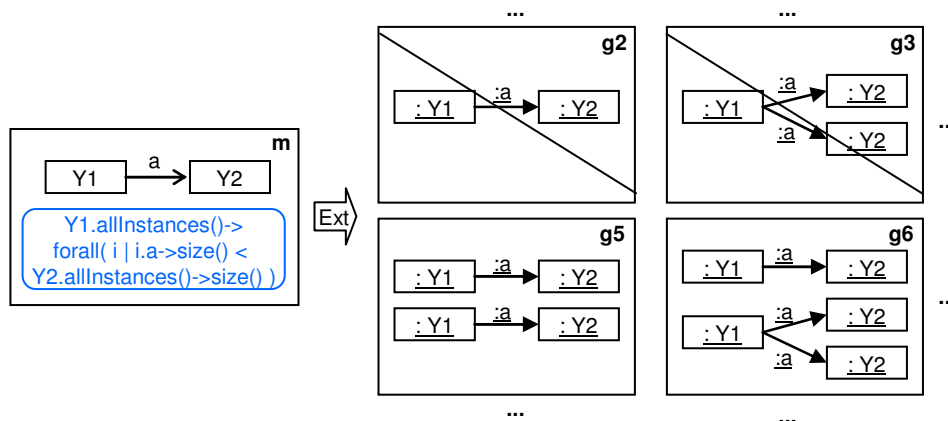 m
Y1
a
Y2
Y1.allInstances()->
forall( i | i.a->size() <
Y2.allInstances()->size() )
Ext
...
g2
: Y1
:a
: Y2
...
g3
: Y1
:a
: Y2
:a
: Y2
...
g5
: Y1
:a
: Y2
: Y1
:a
: Y2
...
g6
: Y1
:a
: Y2
: Y1
:a
: Y2
:a
: Y2
...
...